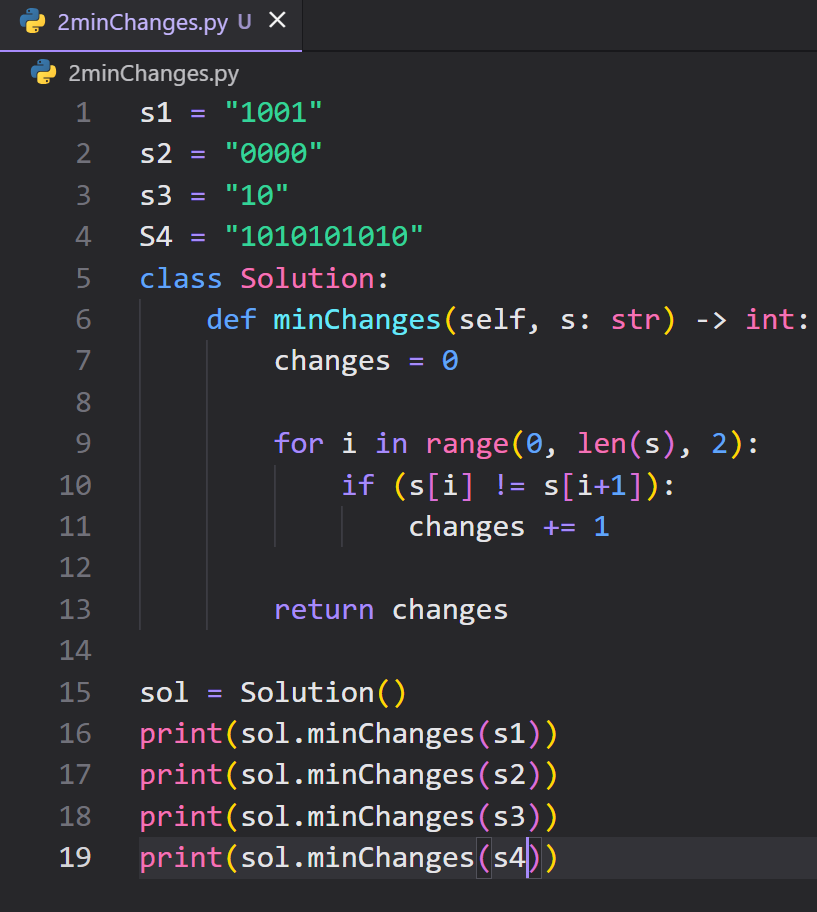 2minChanges.py U ×
2minChanges.py
1 s1 = "1001"
2 s2 = "0000"
3 s3 = "10"
4 S4 = "1010101010"
5 class Solution:
6     def minChanges(self, s: str) -> int:
7         changes = 0
8
9         for i in range(0, len(s), 2):
10             if (s[i] != s[i+1]):
11                 changes += 1
12
13         return changes
14
15 sol = Solution()
16 print(sol.minChanges(s1))
17 print(sol.minChanges(s2))
18 print(sol.minChanges(s3))
19 print(sol.minChanges(s4))